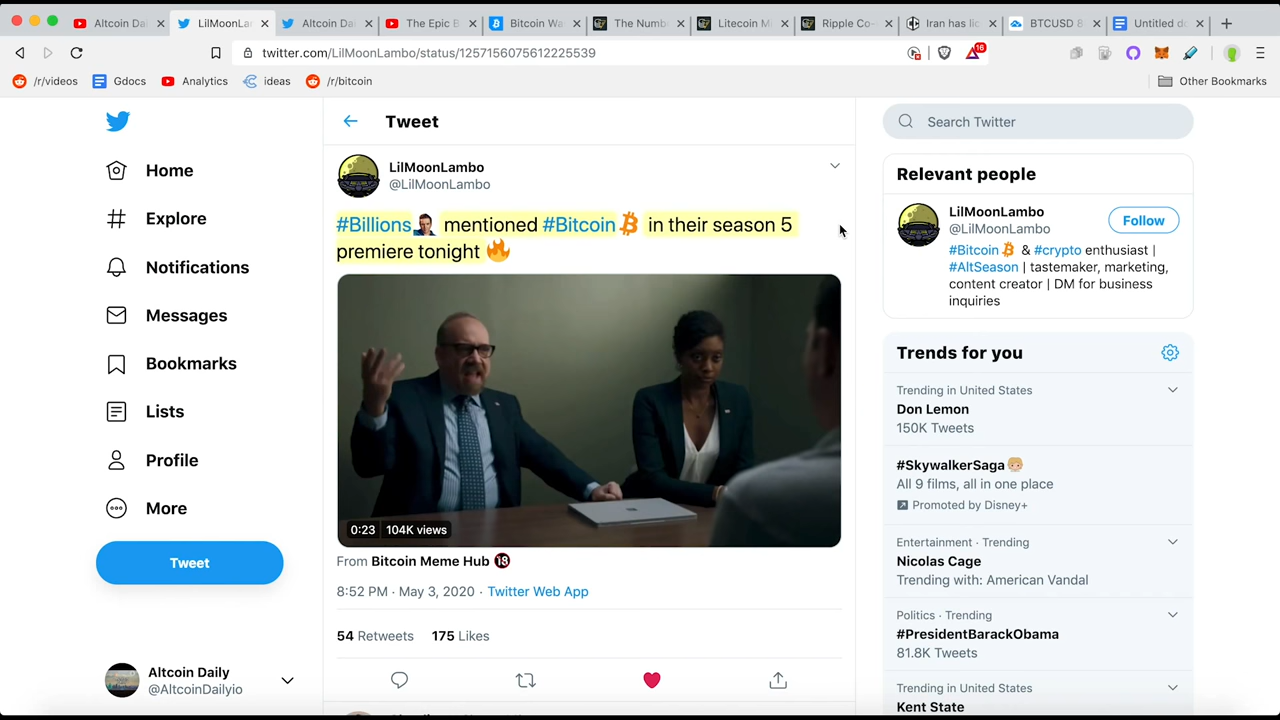 Altcoin Daily
LilMoonLam
Altcoin Dai
The Epic B
Bitcoin Wa
The Numb
Litecoin M
Ripple Co-
Iran has lic
BTCUSD 8
Untitled do
twitter.com/LilMoonLambo/status/1257156075612225539
16
/r/videos
Gdocs
Analytics
ideas
/r/bitcoin
Other Bookmarks
Home
Explore
Notifications
Messages
Bookmarks
Lists
Profile
More
Tweet
Altcoin Daily
@AltcoinDailyio
Tweet
LilMoonLambo
@LilMoonLambo
#Billions mentioned #Bitcoin in their season 5
premiere tonight 🔥
0:23 104K views
From Bitcoin Meme Hub 🔞
8:52 PM · May 3, 2020 · Twitter Web App
54 Retweets 175 Likes
Search Twitter
Relevant people
LilMoonLambo
@LilMoonLambo
Follow
#Bitcoin & #crypto enthusiast |
#AltSeason | tastemaker, marketing,
content creator | DM for business
inquiries
Trends for you
Trending in United States
Don Lemon
150K Tweets
#SkywalkerSaga
All 9 films, all in one place
Promoted by Disney+
Entertainment · Trending
Nicolas Cage
Trending with: American Vandal
Politics · Trending
#PresidentBarackObama
81.8K Tweets
Trending in United States
Kent State